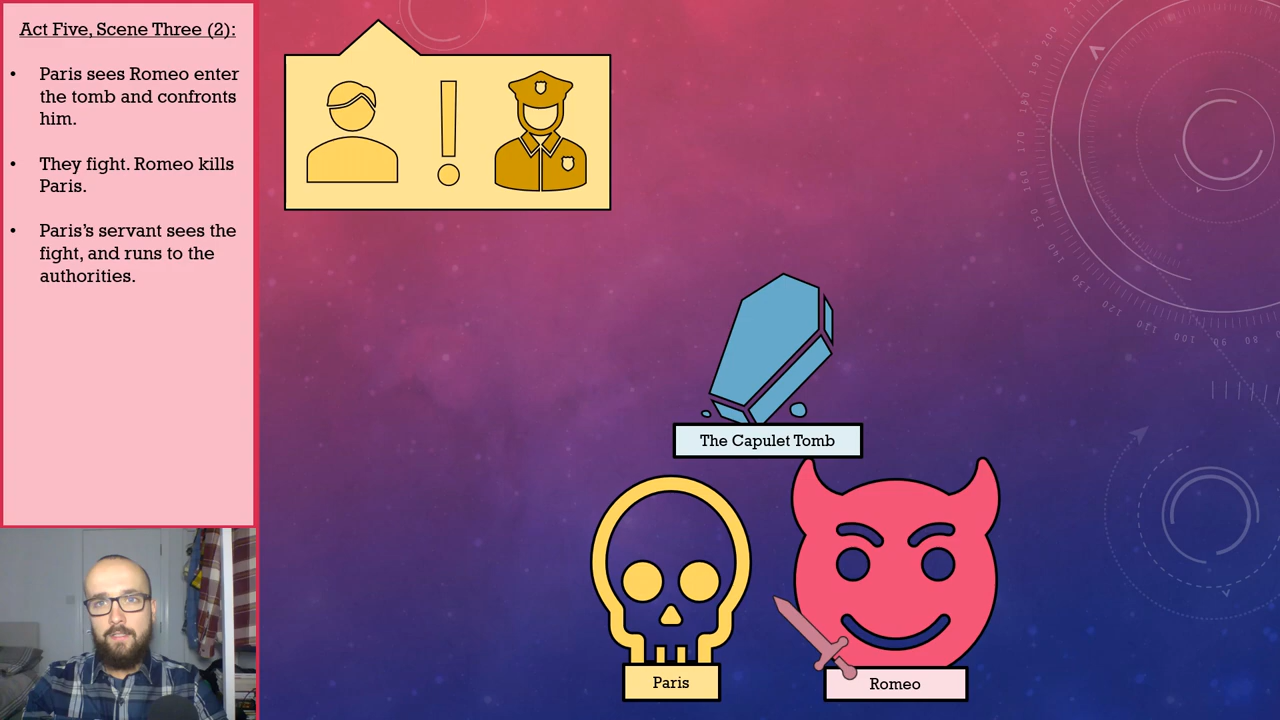 Act Five, Scene Three (2):
• Paris sees Romeo enter
the tomb and confronts
him.
• They fight. Romeo kills
Paris.
• Paris’s servant sees the
fight, and runs to the
authorities.
The Capulet Tomb
Paris
Romeo